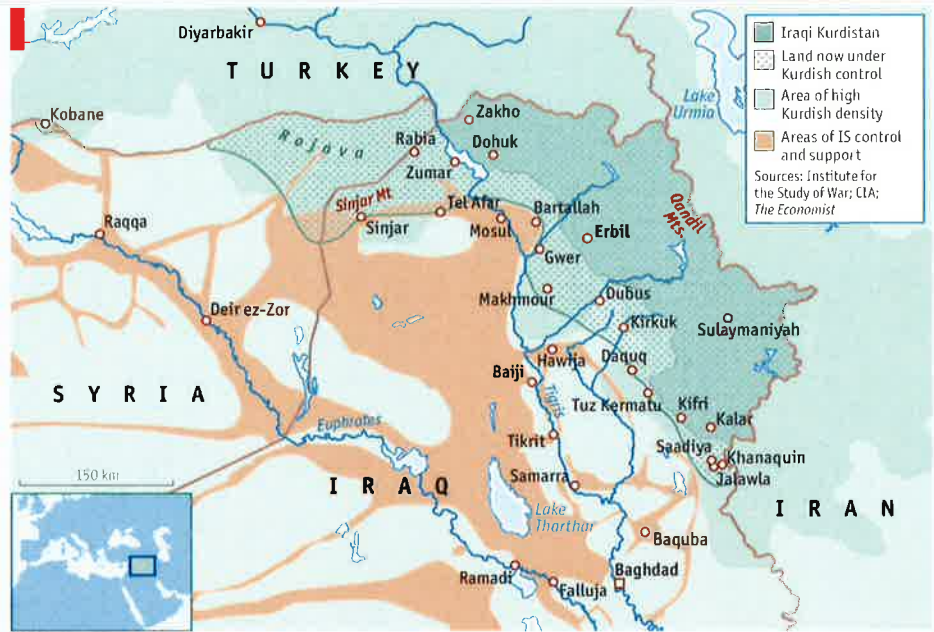 Diyarbakir
TURKEY
Kobane
Rojava
Rabia
Zumar
Zakho
Dohuk
Lake
Urmia
Iraqi Kurdistan
Land now under
Kurdish control
Area of high
Kurdish density
Areas of IS control
and support
Sources: Institute for
the Study of War; CIA;
The Economist
Sinjar Mt
Tel Afar
Sinjar
Mosul
Bartallah
Erbil
Qandil
Mts.
Gwer
Raqqa
Makhmour
Dubus
Deir ez-Zor
Kirkuk
Sulaymaniyah
Hawija
Daquq
Baiji
SYRIA
Tigris
Tuz Kermatu
Kifri
Kalar
Euphrates
Tikrit
Saadiya
Khanaquin
Jalawla
150 km
IRAQ
Samarra
Lake
Tharthar
IRAN
Baquba
Ramadi
Falluja
Baghdad